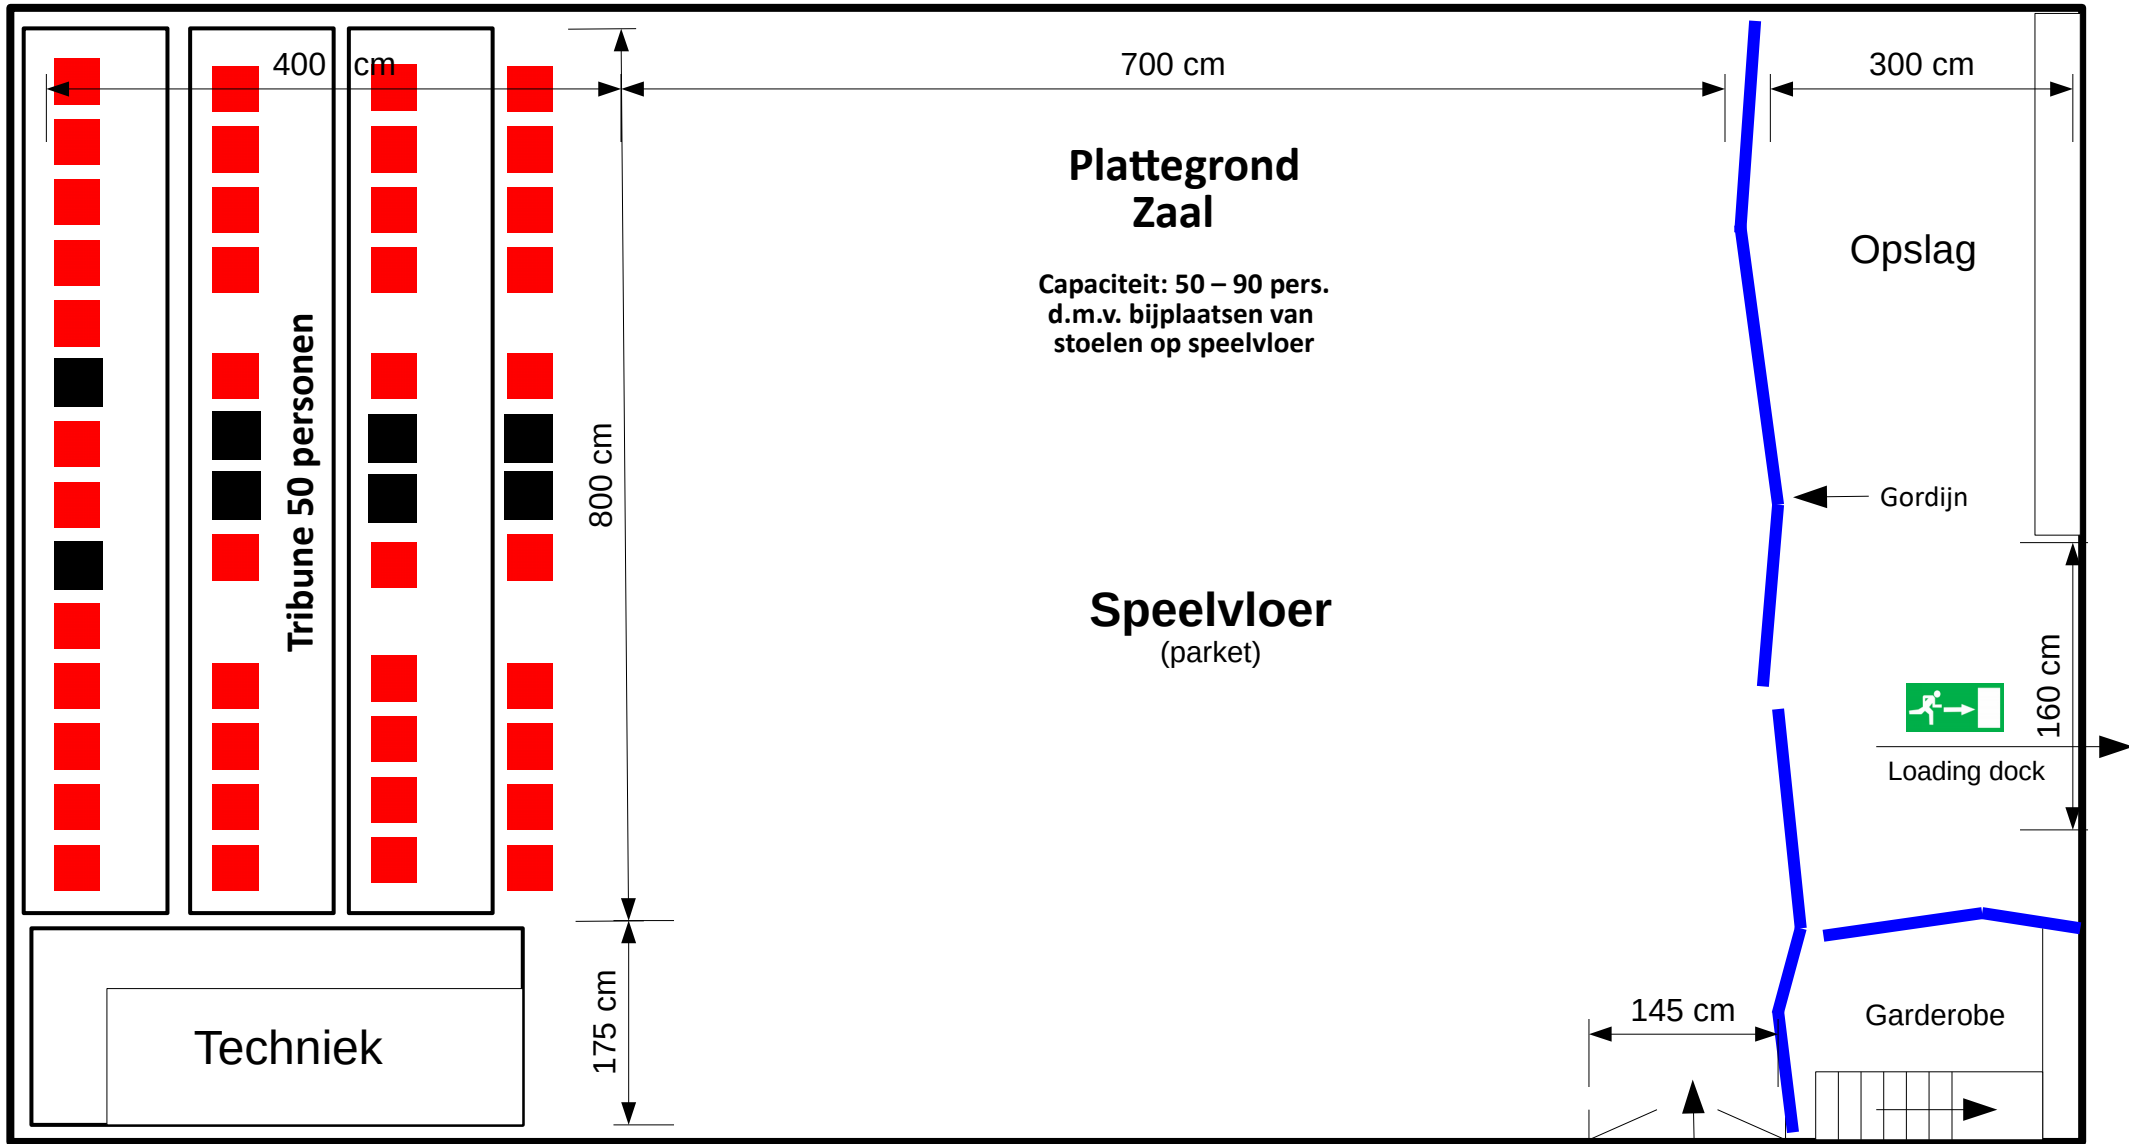 400 cm
700 cm
300 cm
Plattegrond
Zaal
Opslag
Capaciteit: 50 – 90 pers.
d.m.v. bijplaatsen van
stoelen op speelvloer
Tribune 50 personen
800 cm
Gordijn
Speelvloer
(parket)
160 cm
Loading dock
175 cm
145 cm
Garderobe
Techniek